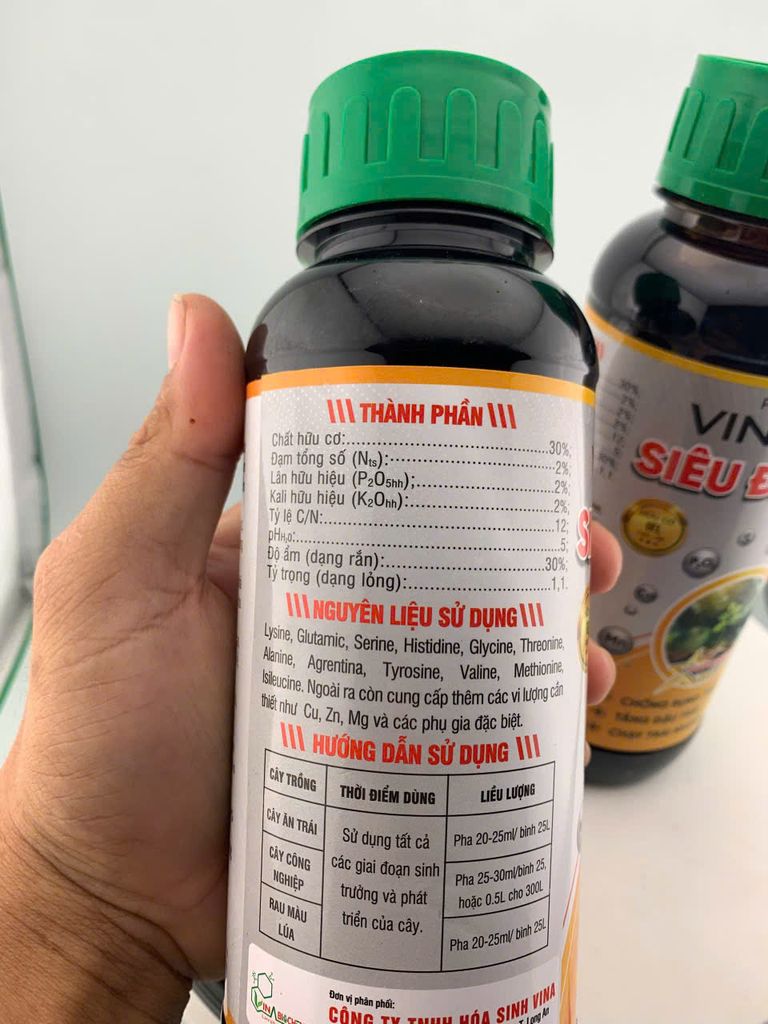 THÀNH PHẦN
Chất hữu cơ:..............................30%;
Đạm tổng số (Nts):..............................2%;
Lân hữu hiệu (P2O5hh);..............................2%;
Kali hữu hiệu (K2Ohh):..............................2%;
Tỷ lệ C/N:..............................12;
pHH2O:..............................5;
Độ ẩm (dạng rắn):..............................30%;
Tỷ trọng (dạng lỏng):..............................1,1.
NGUYÊN LIỆU SỬ DỤNG
Lysine, Glutamic, Serine, Histidine, Glycine, Threonine,
Alanine, Agrentina, Tyrosine, Valine, Methionine,
Isileucine. Ngoài ra còn cung cấp thêm các vi lượng cần
thiết như Cu, Zn, Mg và các phụ gia đặc biệt.
HƯỚNG DẪN SỬ DỤNG
CÂY TRỒNG THỜI ĐIỂM DÙNG LIỀU LƯỢNG
CÂY ĂN TRÁI
CÂY CÔNG
NGHIỆP
RAU MÀU
LÚA
Sử dụng tất cả
các giai đoạn sinh
trưởng và phát
triển của cây.
Pha 20-25ml/ bình 25L
Pha 25-30ml/bình 25,
hoặc 0.5L cho 300L
Pha 20-25ml/ bình 25L
Đơn vị phân phối:
CÔNG TY TNHH HÓA SINH VINA
T. Long An
VINABIOCHE
VIN
SIÊU Đ